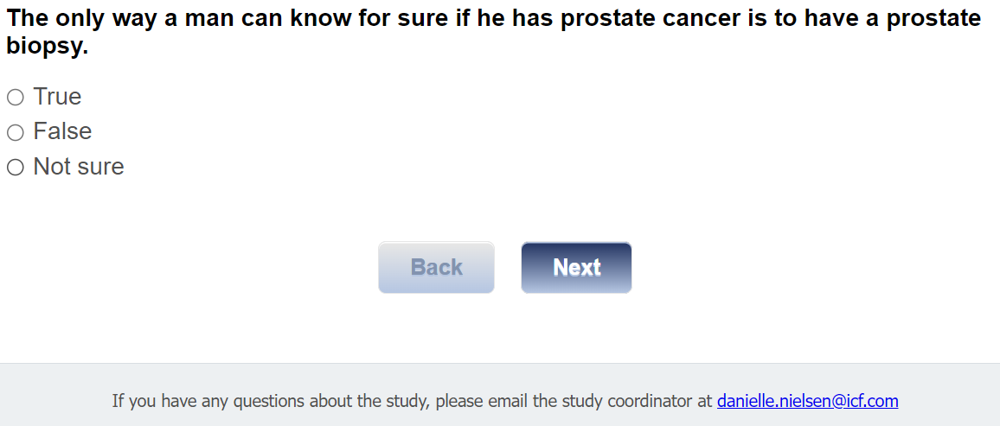 The only way a man can know for sure if he has prostate cancer is to have a prostate
biopsy.
True
False
Not sure
Back
Next
If you have any questions about the study, please email the study coordinator at danielle.nielsen@icf.com